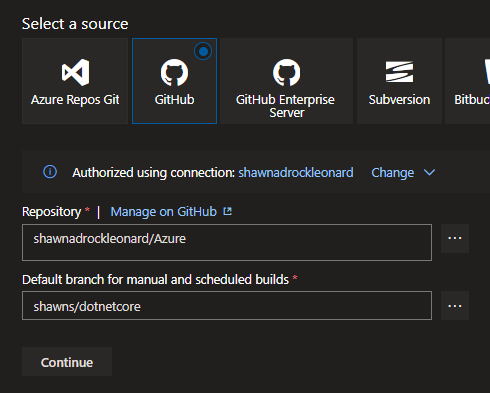 Select a source
Azure Repos Git
GitHub
GitHub Enterprise
Server
Subversion
Authorized using connection: shawnadrockleonard Change
Repository * | Manage on GitHub
shawnadrockleonard/Azure
...
Default branch for manual and scheduled builds *
shawns/dotnetcore
...
Continue